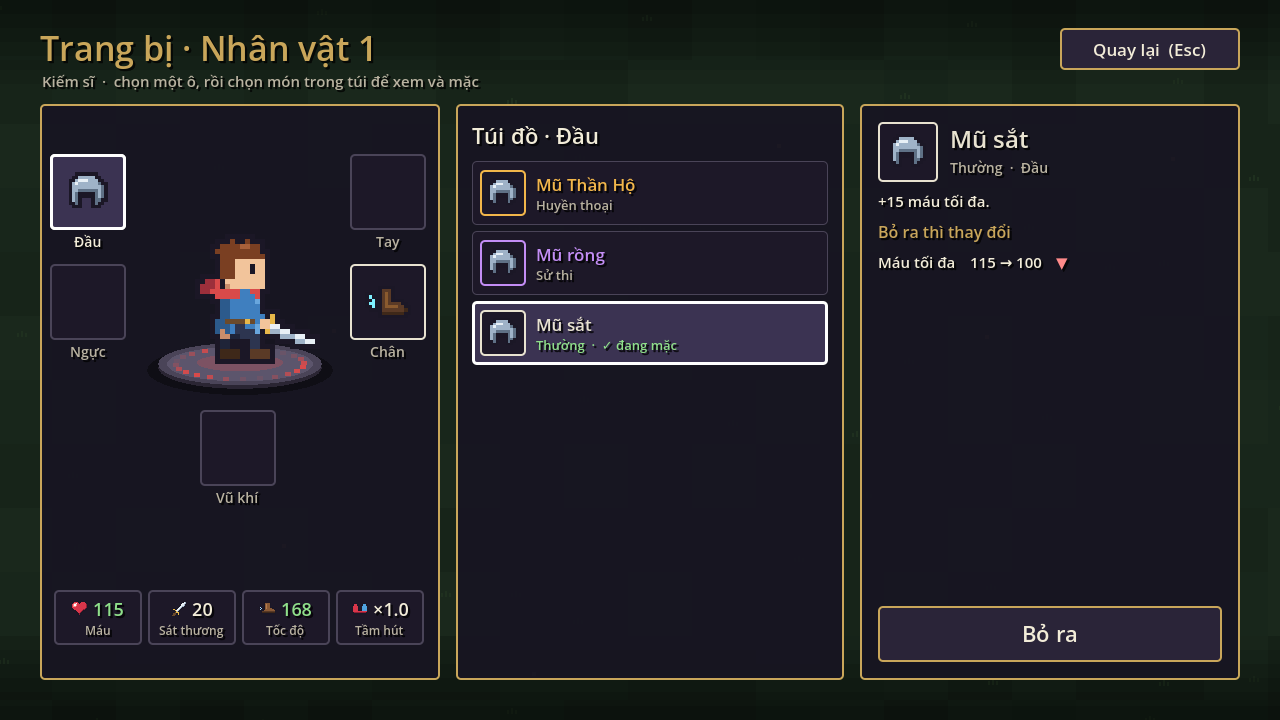 Trang bị · Nhân vật 1
Kiếm sĩ · chọn một ô, rồi chọn món trong túi để xem và mặc
Quay lại (Esc)
Đầu
Tay
Ngực
Chân
Vũ khí
115
Máu
20
Sát thương
168
Tốc độ
×1.0
Tầm hút
Túi đồ · Đầu
Mũ Thần Hộ
Huyền thoại
Mũ rồng
Sử thi
Mũ sắt
Thường · ✓ đang mặc
Mũ sắt
Thường · Đầu
+15 máu tối đa.
Bỏ ra thì thay đổi
Máu tối đa 115 → 100 ▼
Bỏ ra